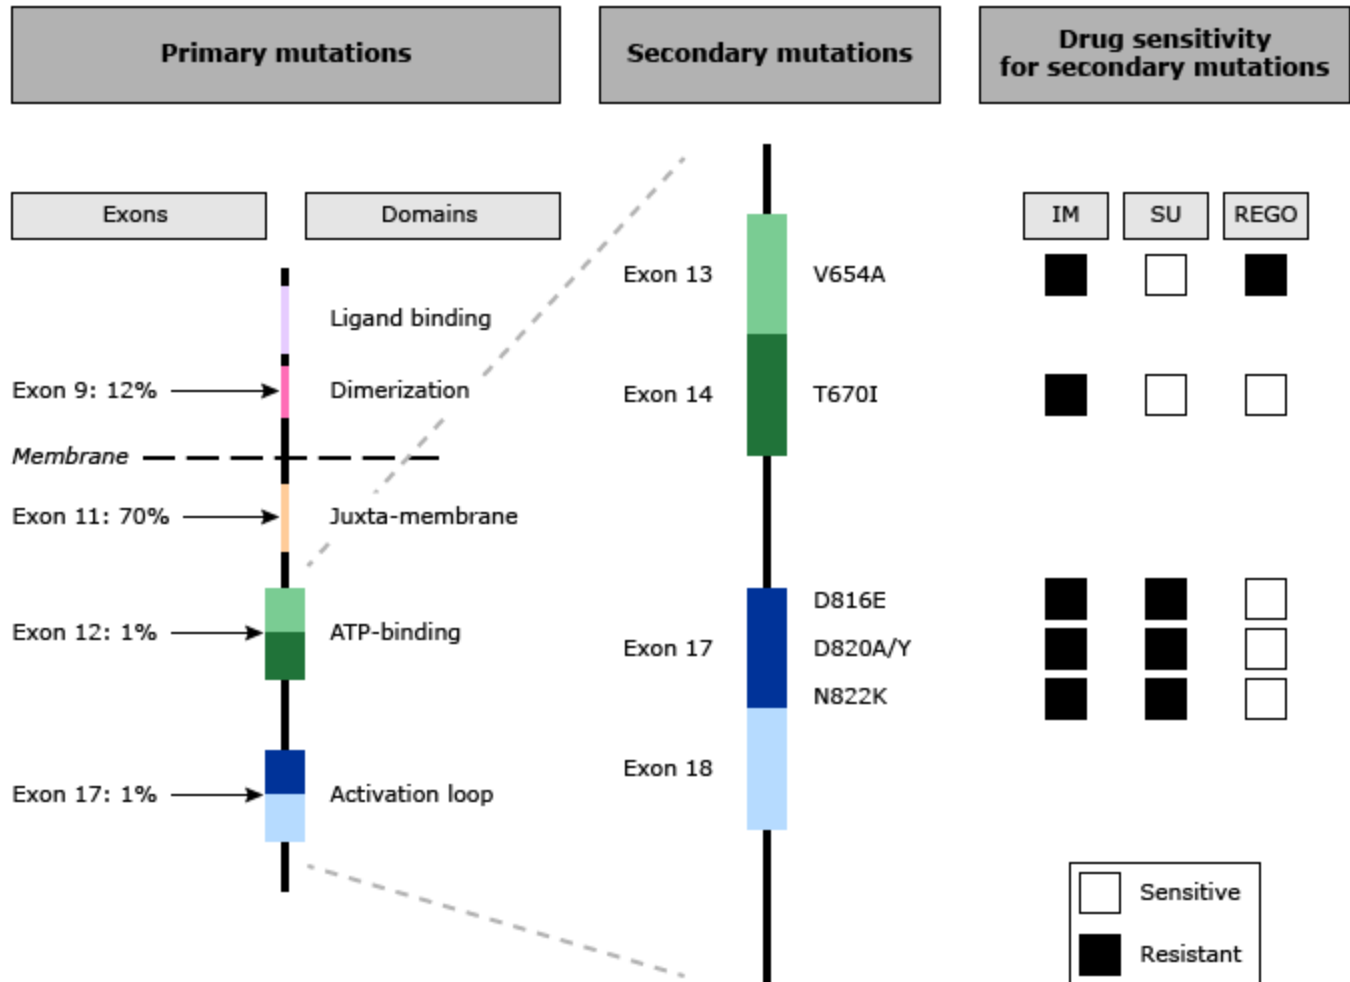 Primary mutations
Secondary mutations
Drug sensitivity
for secondary mutations
Exons
Domains
IM
SU
REGO
Ligand binding
Exon 9: 12%
Dimerization
Membrane
Exon 11: 70%
Juxta-membrane
Exon 12: 1%
ATP-binding
Exon 17: 1%
Activation loop
Exon 13
V654A
Exon 14
T670I
D816E
Exon 17
D820A/Y
N822K
Exon 18
Sensitive
Resistant